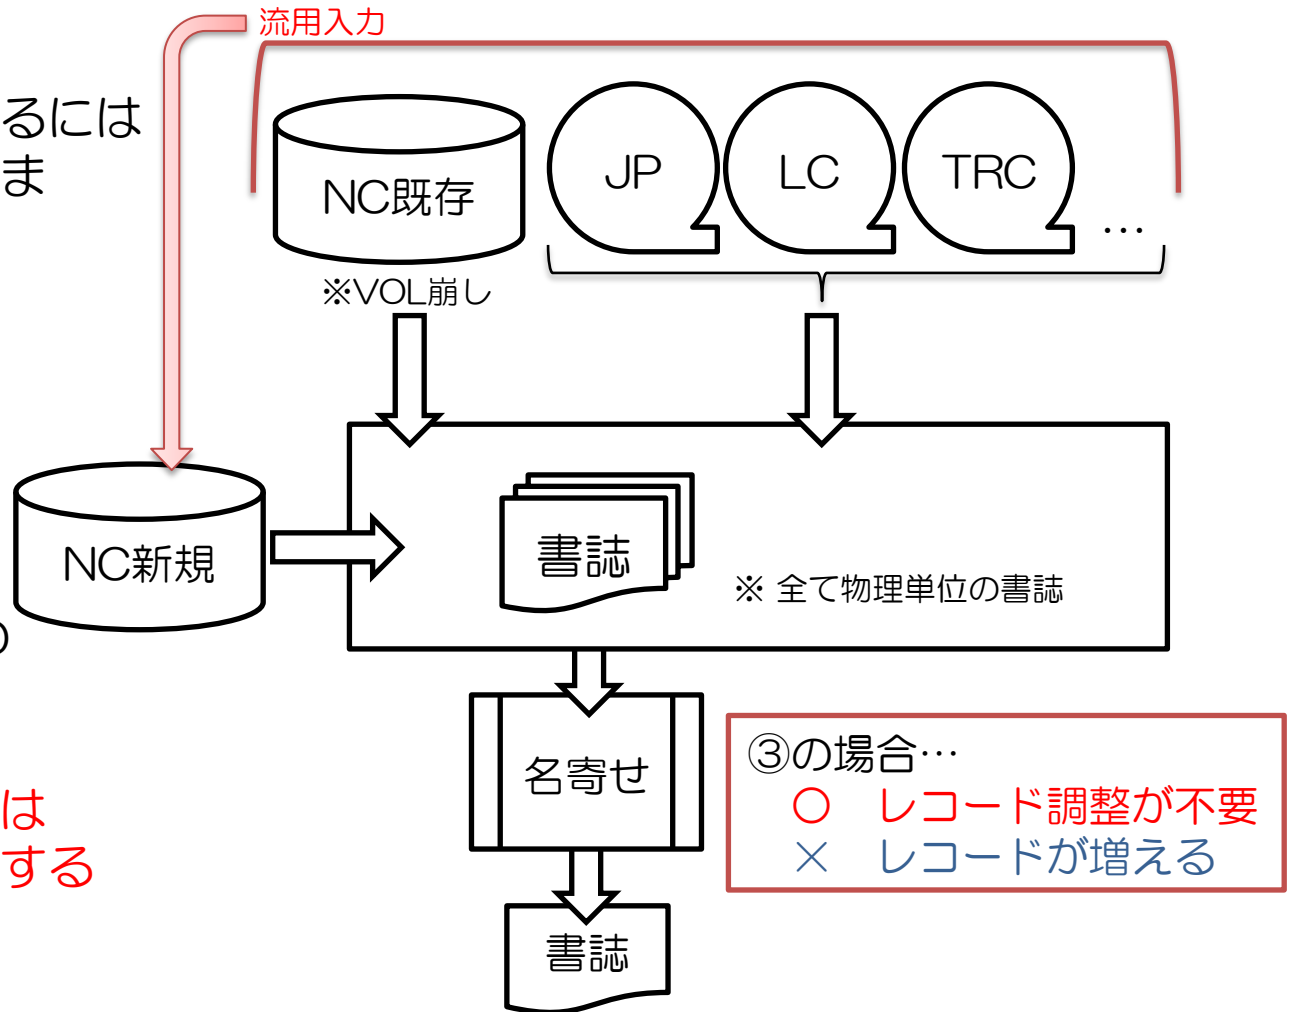 流用入力
るには
ま
NC既存
JP
LC
TRC
…
※VOL崩し
NC新規
書誌
※ 全て物理単位の書誌
名寄せ
③の場合…
○ レコード調整が不要
× レコードが増える
は
する
書誌